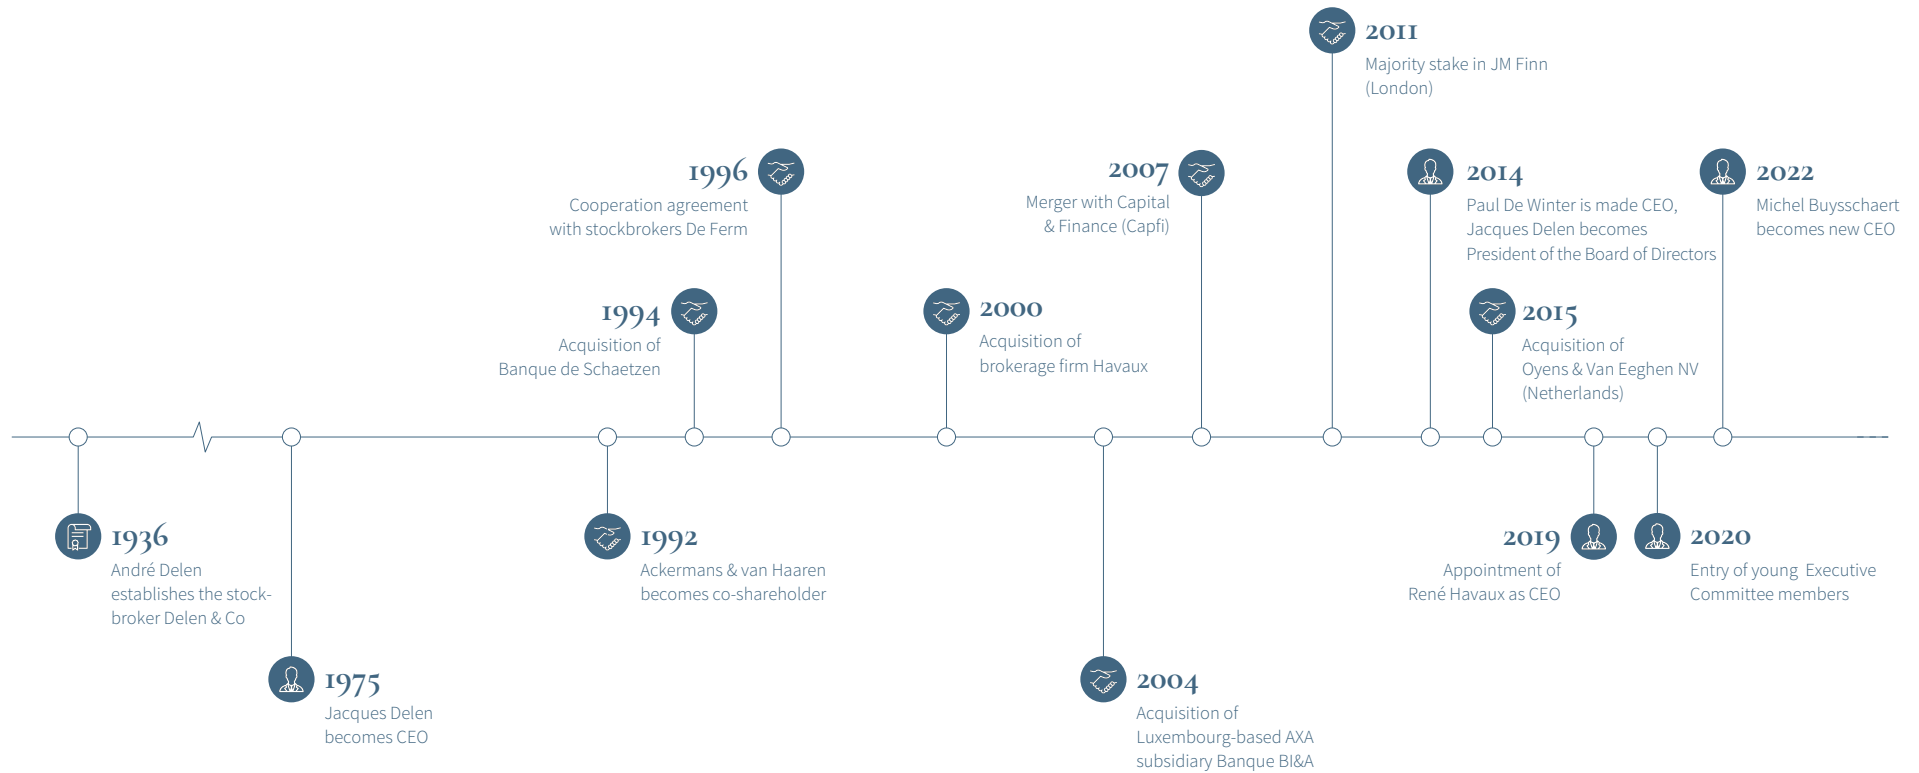 2011
Majority stake in JM Finn
(London)
1996
Cooperation agreement
with stockbrokers De Ferm
2007
Merger with Capital
& Finance (Capfi)
2014
Paul De Winter is made CEO,
Jacques Delen becomes
President of the Board of Directors
2022
Michel Buysschaert
becomes new CEO
1994
Acquisition of
Banque de Schaetzen
2000
Acquisition of
brokerage firm Havaux
2015
Acquisition of
Oyens & Van Eeghen NV
(Netherlands)
1936
André Delen
establishes the stock-
broker Delen & Co
1992
Ackermans & van Haaren
becomes co-shareholder
2019
Appointment of
René Havaux as CEO
2020
Entry of young  Executive
Committee members
1975
Jacques Delen
becomes CEO
2004
Acquisition of
Luxembourg-based AXA
subsidiary Banque BI&A